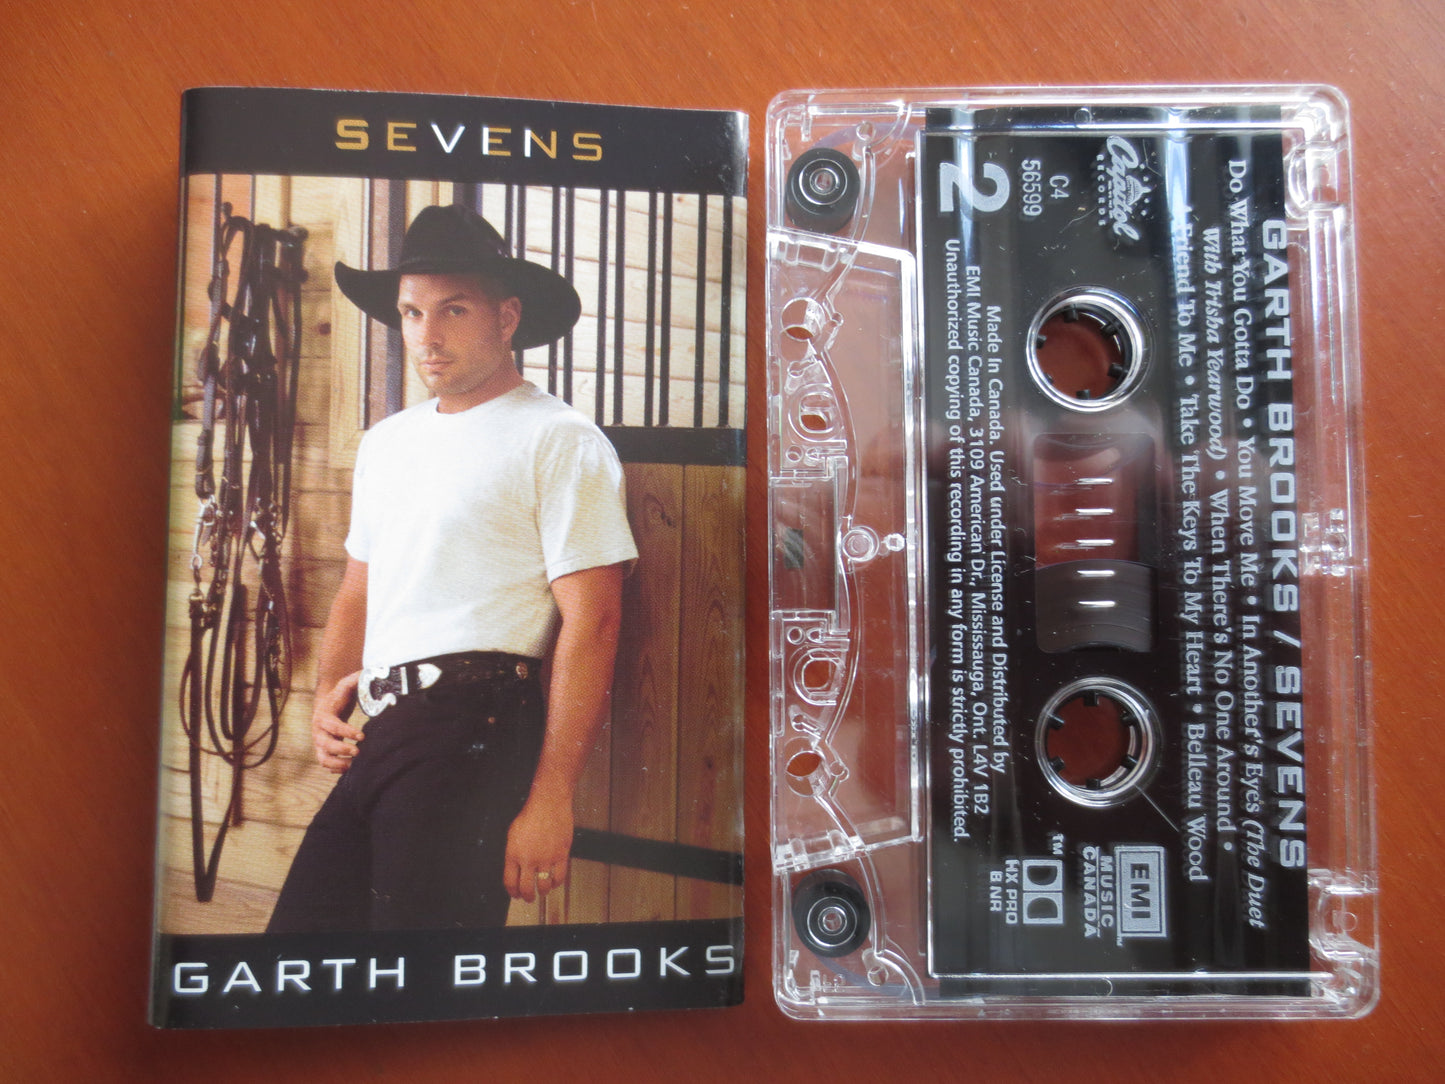 SEVENS
GARTH BROOKS
GARTH BROOKS / SEVENS
Do What You Gotta Do • You Move Me • In Another's Eyes (The Duet
With Trisha Yearwood) • When There's No One Around •
A Friend To Me • Take The Keys To My Heart • Belleau Wood
Capitol
RECORDS
C4
56599
2
Made In Canada. Used under License and Distributed by
EMI Music Canada, 3109 American Dr., Mississauga, Ont. L4V 1B2
Unauthorized copying of this recording in any form is strictly prohibited.
EMI
MUSIC
CANADA
TM
HX PRO
B NR